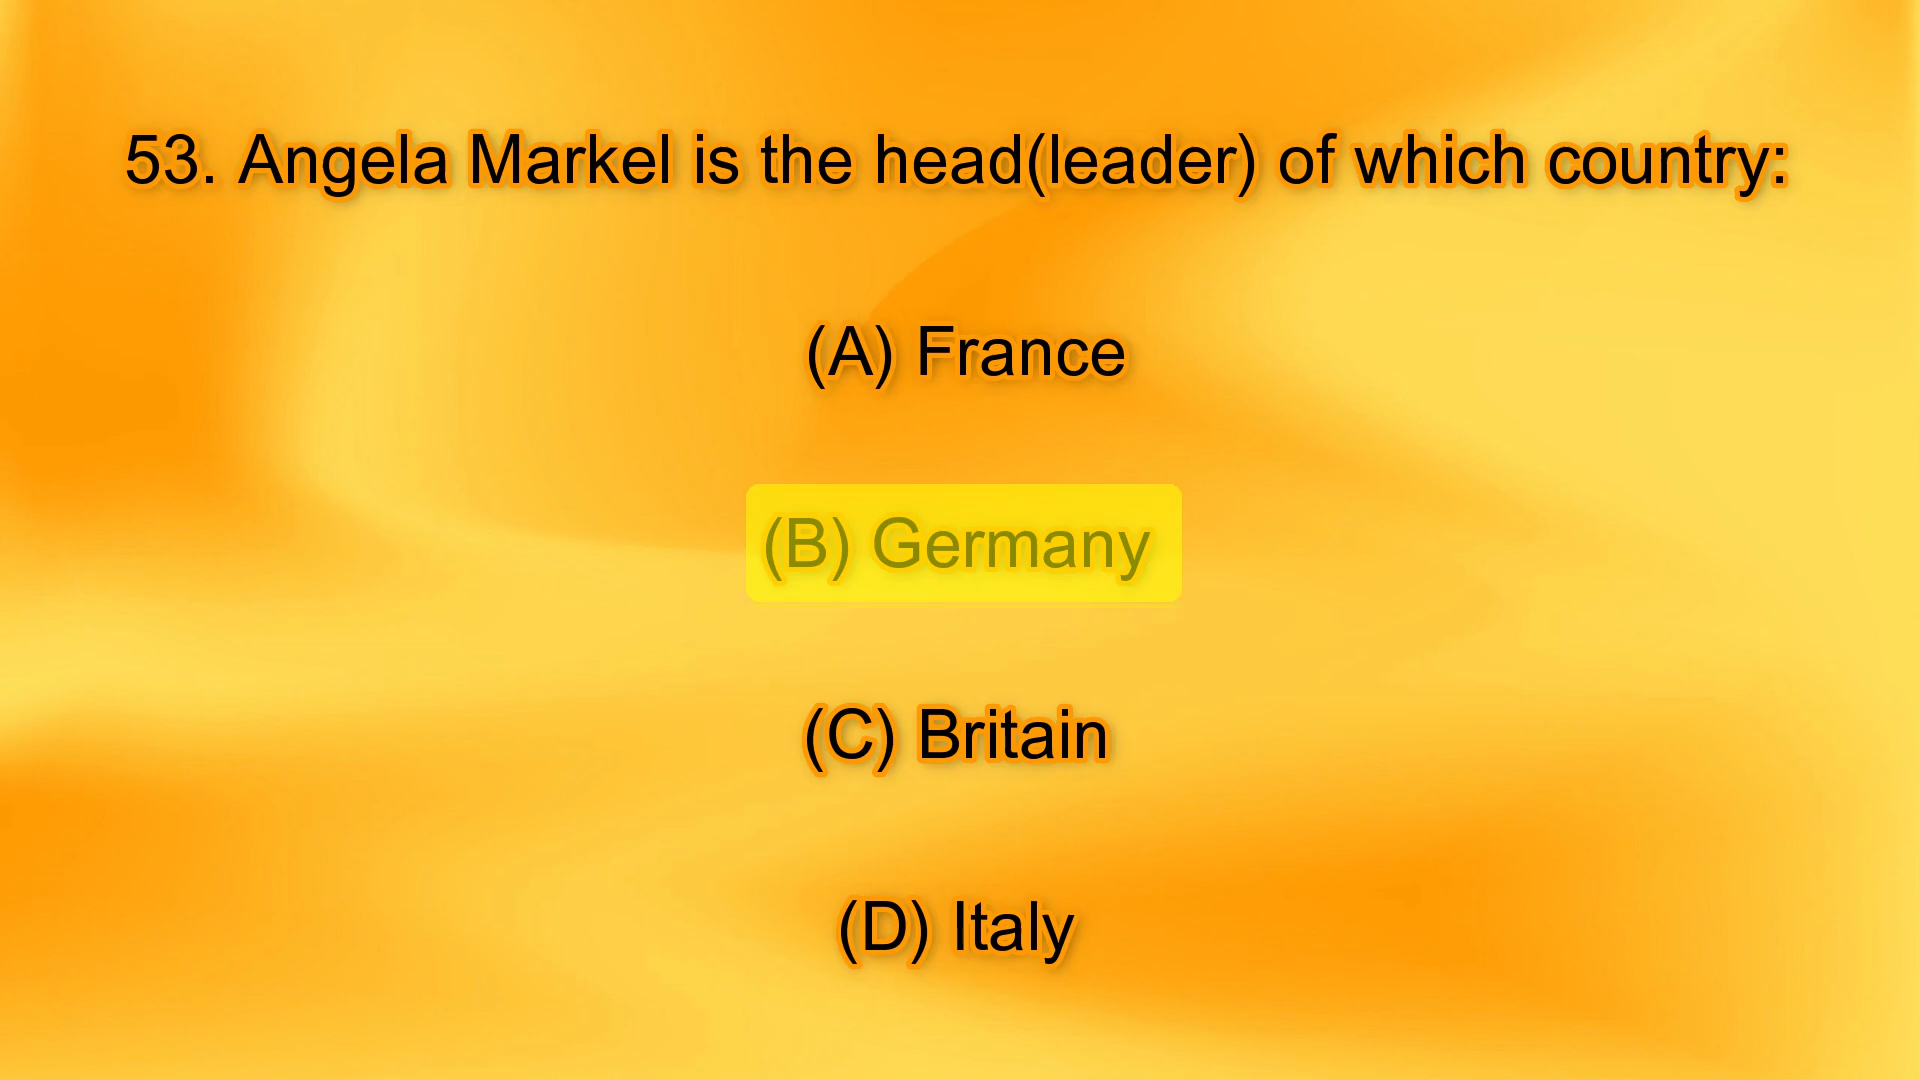 53. Angela Markel is the head(leader) of which country:
(A) France
(B) Germany
(C) Britain
(D) Italy